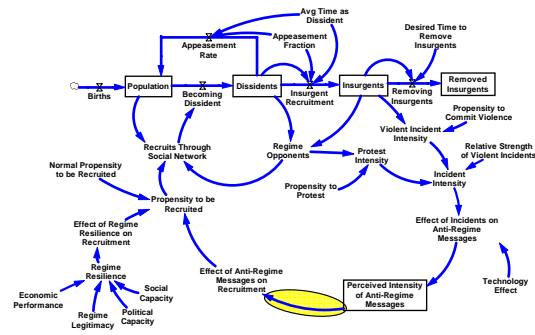 Avg Time as
Dissident
Appeasement
Rate
Appeasement
Fraction
Desired Time to
Remove
Insurgents
Births
Population
Becoming
Dissident
Dissidents
Insurgent
Recruitment
Insurgents
Removing
Insurgents
Removed
Insurgents
Propensity to
Commit Violence
Violent Incident
Intensity
Recruits Through
Social Network
Regime
Opponents
Protest
Intensity
Relative Strength
of Violent Incidents
Normal Propensity
to be Recruited
Incident
Intensity
Propensity to
Protest
Propensity to be
Recruited
Effect of Regime
Resilience on
Recruitment
Effect of Incidents on
Anti-Regime
Messages
Regime
Resilience
Effect of Anti-Regime
Messages on
Recruitment
Perceived Intensity
of Anti-Regime
Messages
Technology
Effect
Economic
Performance
Social
Capacity
Regime
Legitimacy
Political
Capacity